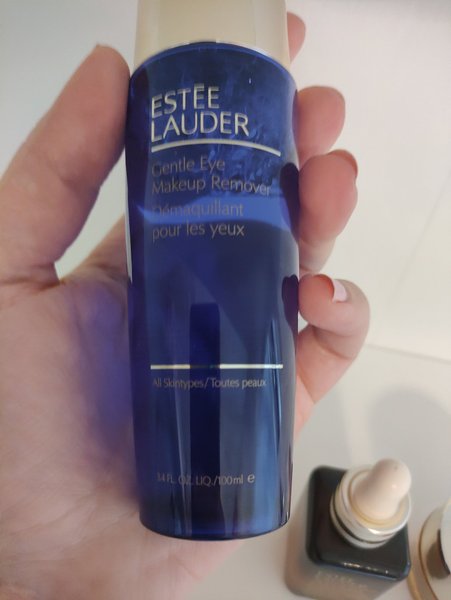 ESTĒE
LAUDER
Gentle Eye
Makeup Remover
Démaquillant
pour les yeux
All Skintypes/Toutes peaux
3.4 FL. OZ. LIQ./100ml ℮